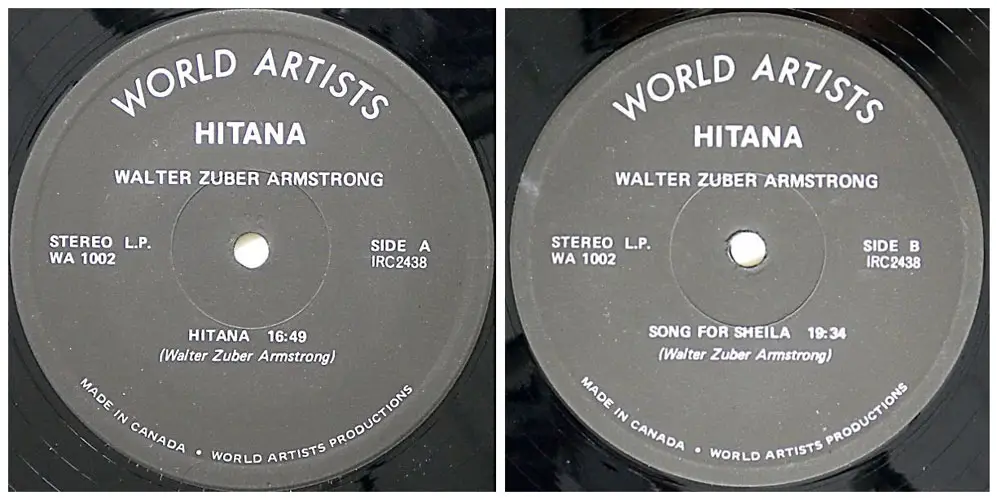 WORLD ARTISTS
HITANA
WALTER ZUBER ARMSTRONG
STEREO L.P.
WA 1002
SIDE A
IRC2438
HITANA 16:49
(Walter Zuber Armstrong)
MADE IN CANADA • WORLD ARTISTS PRODUCTIONS
WORLD ARTISTS
HITANA
WALTER ZUBER ARMSTRONG
STEREO L.P.
WA 1002
SIDE B
IRC2438
SONG FOR SHEILA 19:34
(Walter Zuber Armstrong)
MADE IN CANADA • WORLD ARTISTS PRODUCTIONS